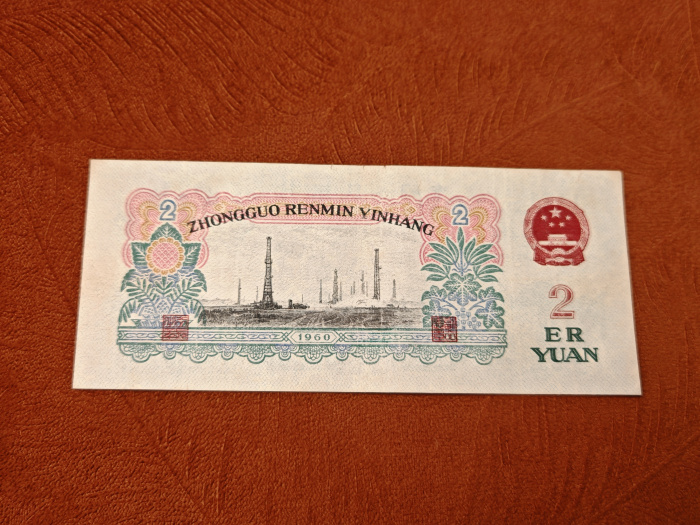 2 ZHONGGUO RENMIN YINHANG 2
1960
2
ER
YUAN